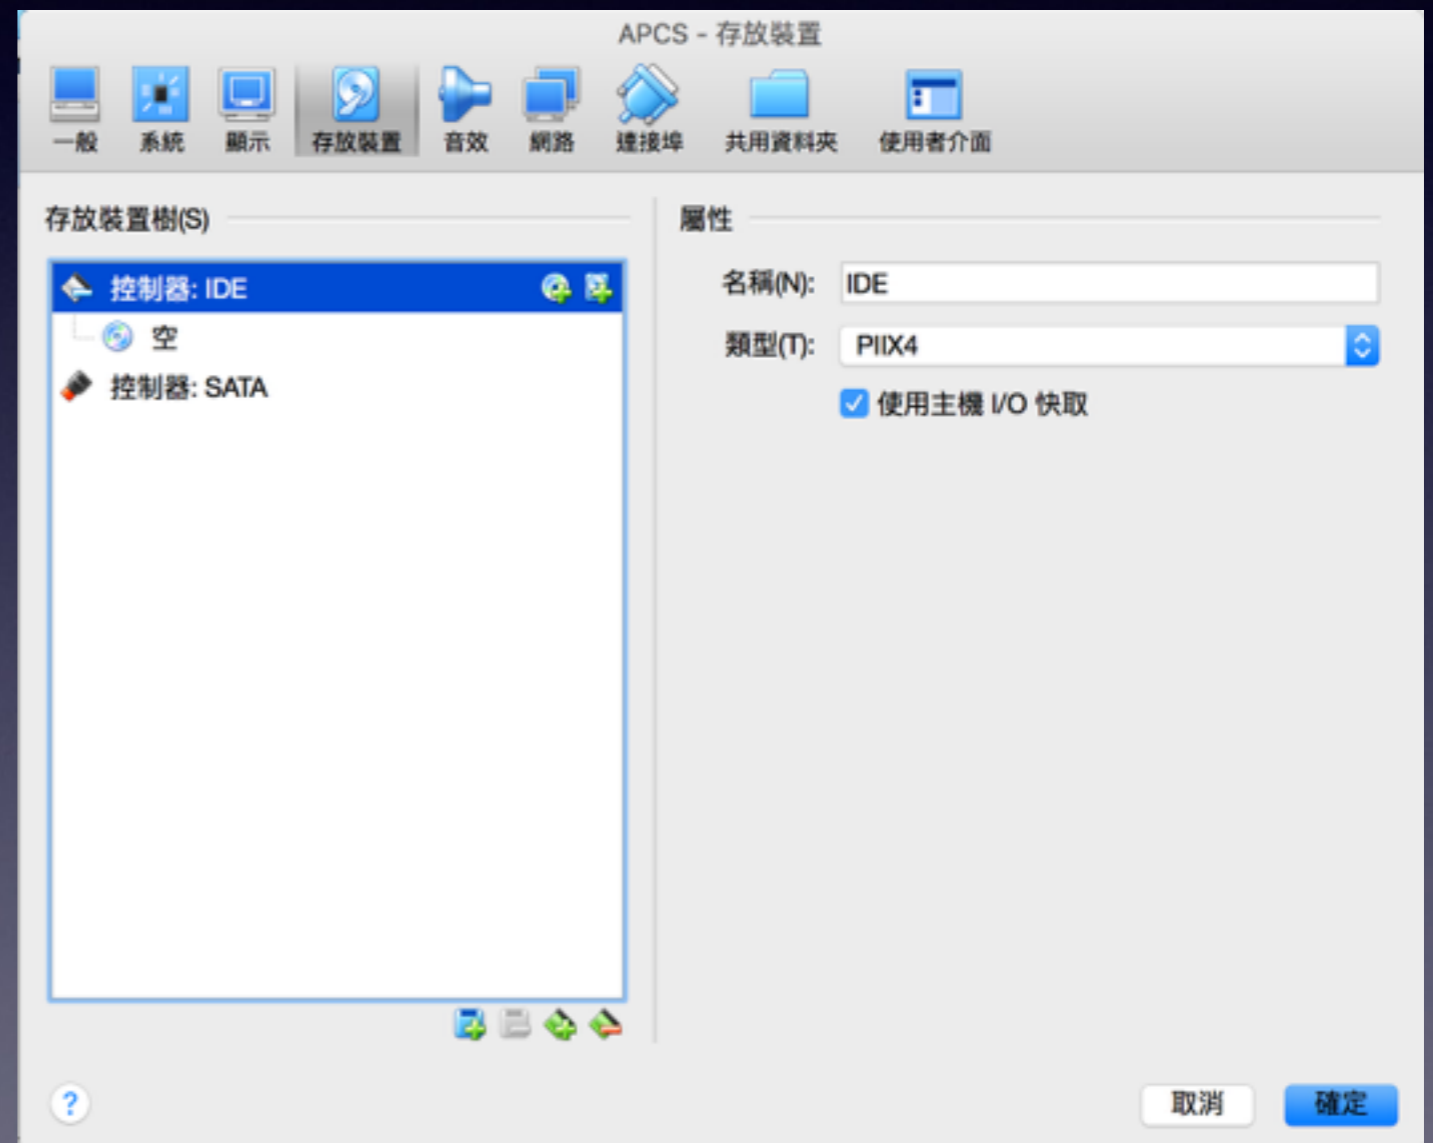 APCS - 存放裝置
一般 系統 顯示 存放裝置 音效 網路 連接埠 共用資料夾 使用者介面
存放裝置樹(S)
控制器: IDE
空
控制器: SATA
屬性
名稱(N): IDE
類型(T): PIIX4
使用主機 I/O 快取
?
取消 確定